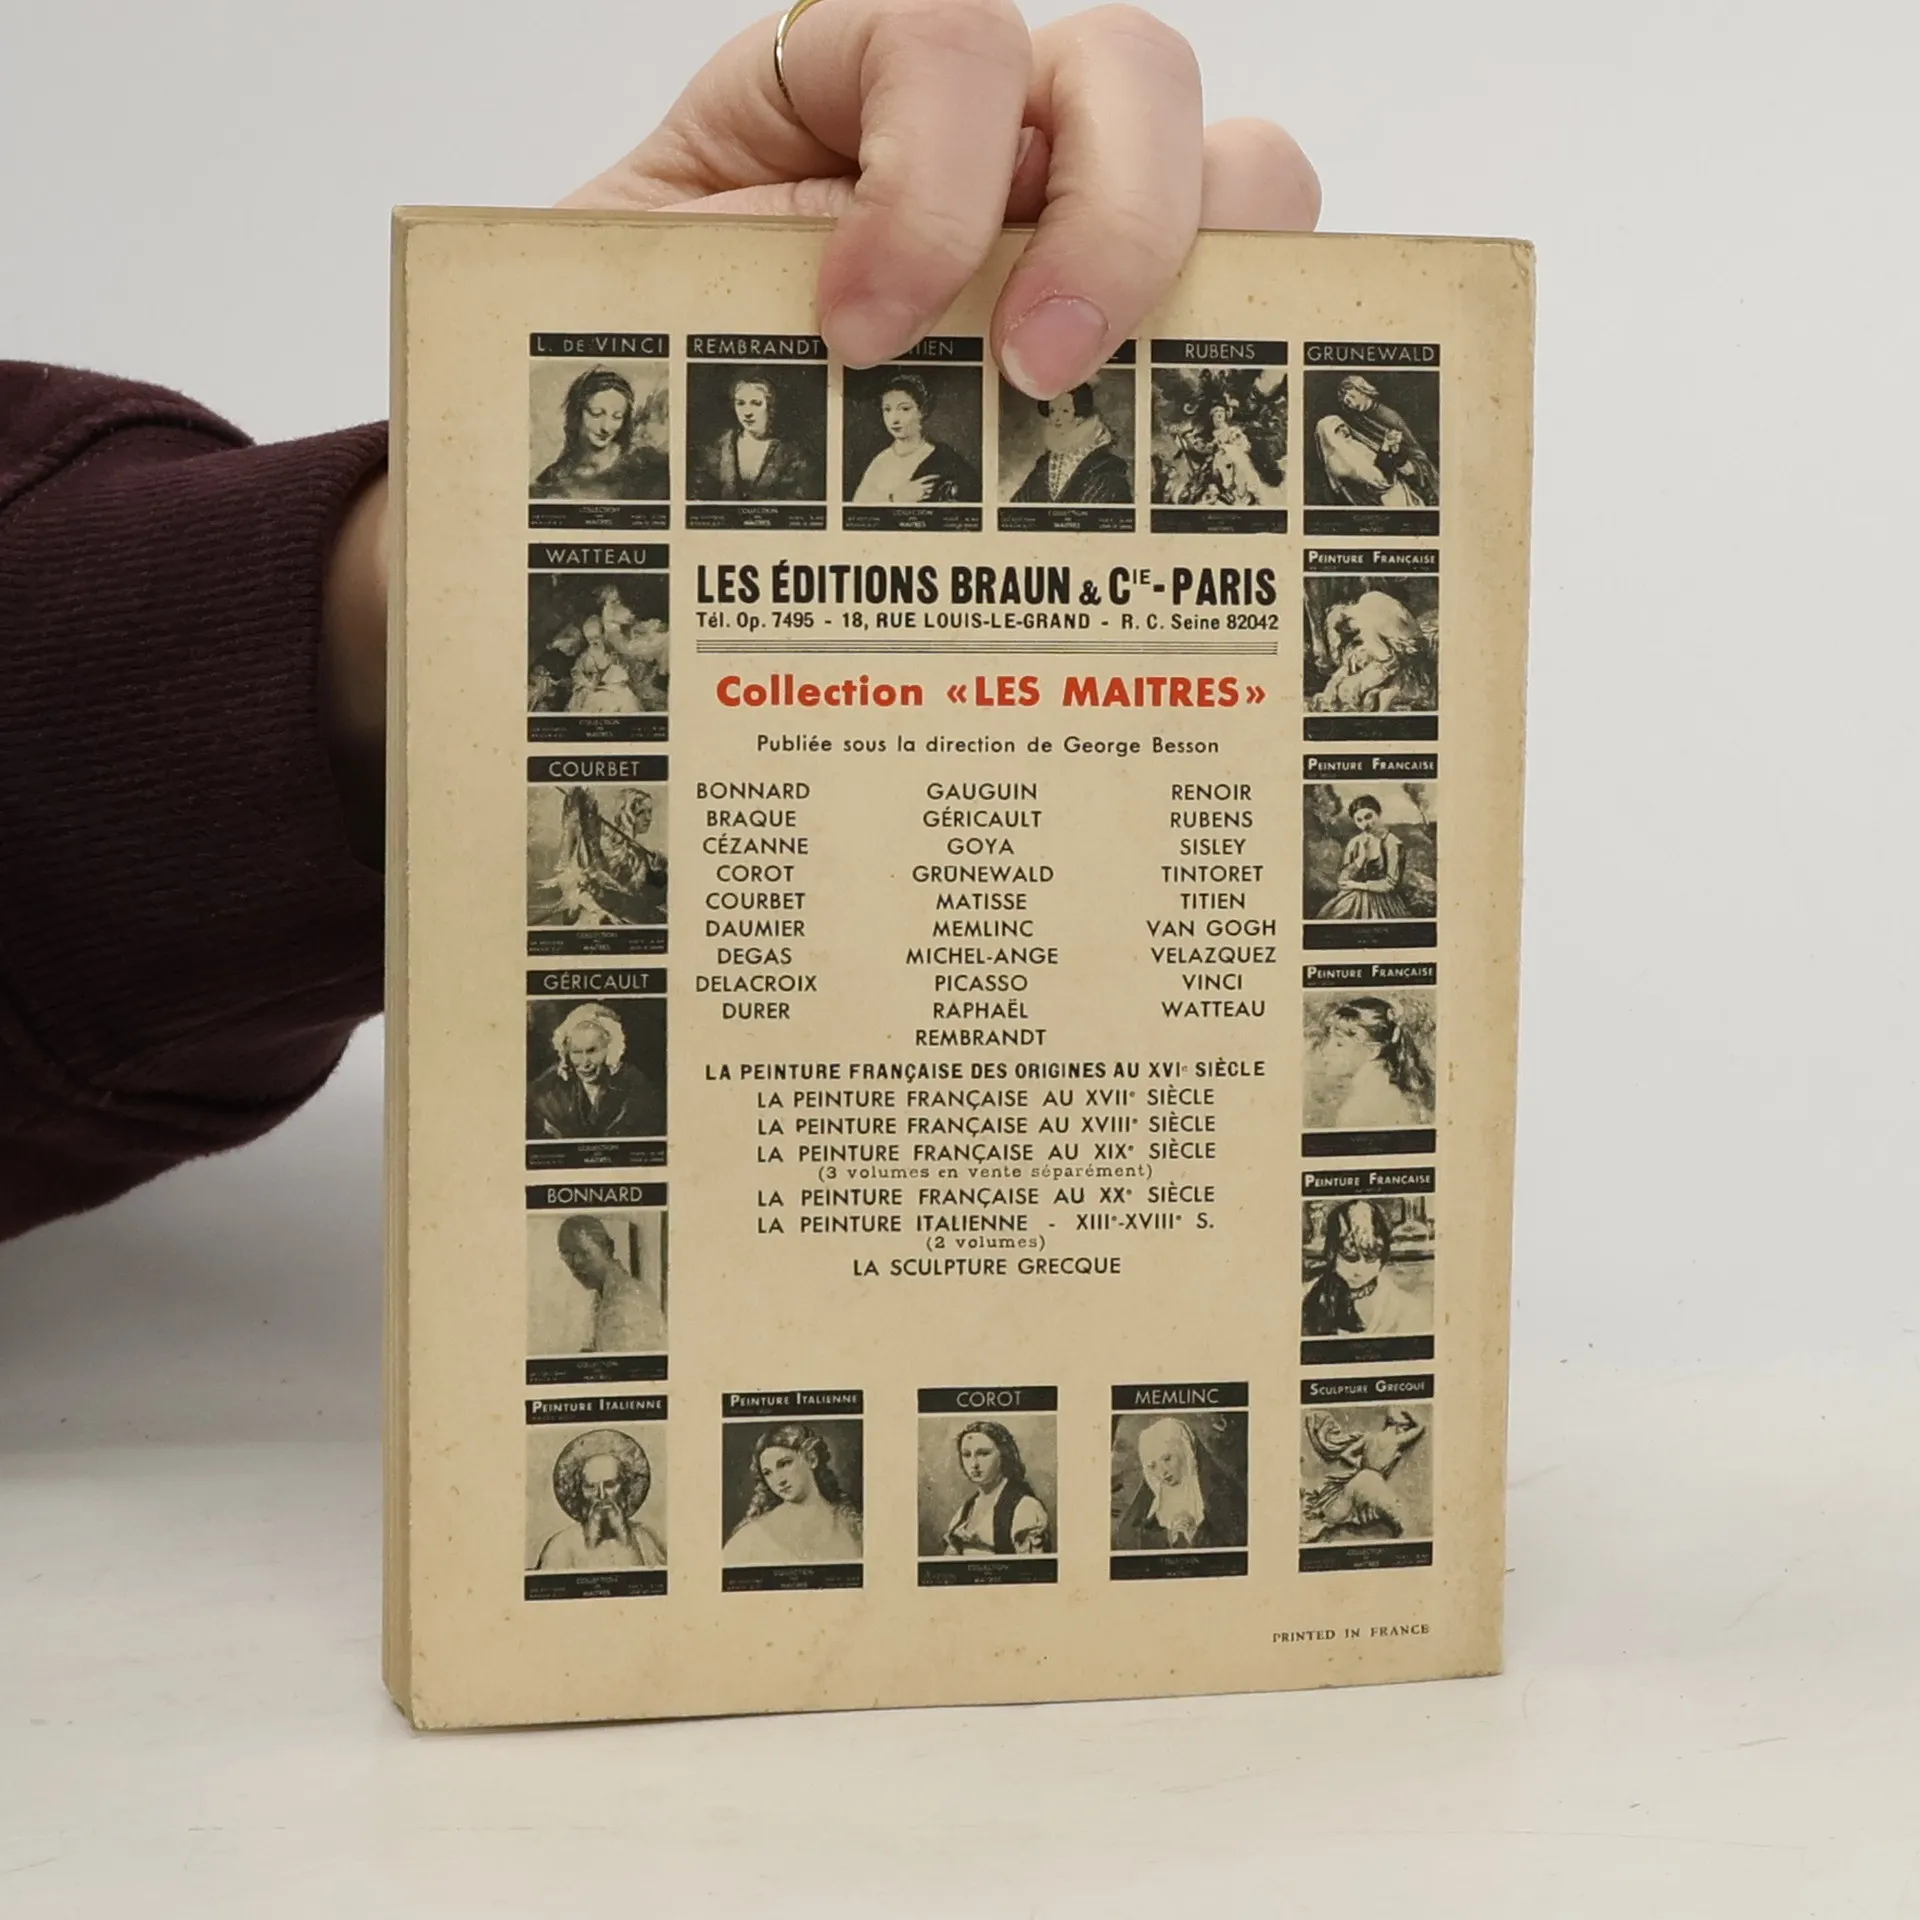 L. DE VINCI
REMBRANDT
RUBENS
GRÜNEWALD
WATTEAU
PEINTURE FRANÇAISE
LES ÉDITIONS BRAUN & CIE - PARIS
Tél. Op. 7495 - 18, RUE LOUIS-LE-GRAND - R. C. Seine 82042
Collection «LES MAITRES»
Publiée sous la direction de George Besson
COURBET
PEINTURE FRANÇAISE
BONNARD GAUGUIN RENOIR
BRAQUE GÉRICAULT RUBENS
CÉZANNE GOYA SISLEY
COROT GRÜNEWALD TINTORET
COURBET MATISSE TITIEN
DAUMIER MEMLINC VAN GOGH
DEGAS MICHEL-ANGE VELAZQUEZ
DELACROIX PICASSO VINCI
DURER RAPHAËL WATTEAU
REMBRANDT
GÉRICAULT
PEINTURE FRANÇAISE
LA PEINTURE FRANÇAISE DES ORIGINES AU XVIe SIÈCLE
LA PEINTURE FRANÇAISE AU XVIIe SIÈCLE
LA PEINTURE FRANÇAISE AU XVIIIe SIÈCLE
LA PEINTURE FRANÇAISE AU XIXe SIÈCLE
(3 volumes en vente séparément)
LA PEINTURE FRANÇAISE AU XXe SIÈCLE
LA PEINTURE ITALIENNE - XIIIe-XVIIIe S.
(2 volumes)
LA SCULPTURE GRECQUE
BONNARD
PEINTURE FRANÇAISE
PEINTURE ITALIENNE
PEINTURE ITALIENNE
COROT
MEMLINC
SCULPTURE GRECQUE
PRINTED IN FRANCE